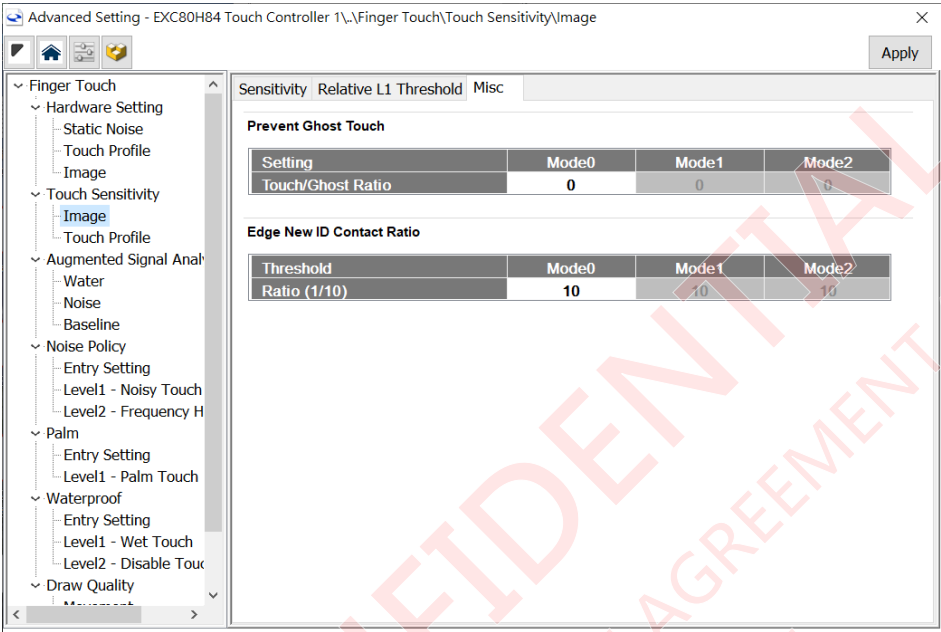 Advanced Setting - EXC80H84 Touch Controller 1\..\Finger Touch\Touch Sensitivity\Image
Apply
Finger Touch
Hardware Setting
Static Noise
Touch Profile
Image
Touch Sensitivity
Image
Touch Profile
Augmented Signal Anal
Water
Noise
Baseline
Noise Policy
Entry Setting
Level1 - Noisy Touch
Level2 - Frequency H
Palm
Entry Setting
Level1 - Palm Touch
Waterproof
Entry Setting
Level1 - Wet Touch
Level2 - Disable Touc
Draw Quality
Sensitivity Relative L1 Threshold Misc
Prevent Ghost Touch
Setting Mode0 Mode1 Mode2
Touch/Ghost Ratio 0 0 0
Edge New ID Contact Ratio
Threshold Mode0 Mode1 Mode2
Ratio (1/10) 10 10 10
FIDENTIAL
AGREEMENT